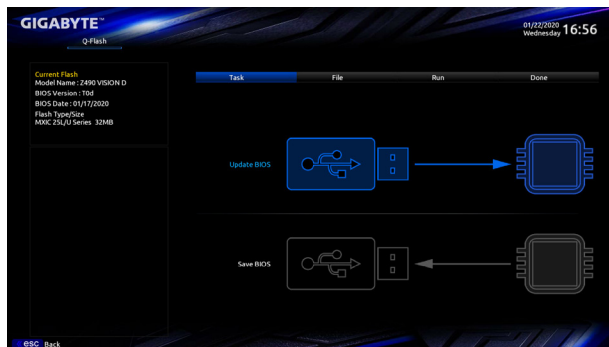 GIGABYTE™
Q-Flash
01/22/2020
Wednesday 16:56
Current Flash
Model Name : Z490 VISION D
BIOS Version : T0d
BIOS Date : 01/17/2020
Flash Type/Size
MXIC 25L/U Series 32MB
Task File Run Done
Update BIOS
Save BIOS
esc Back